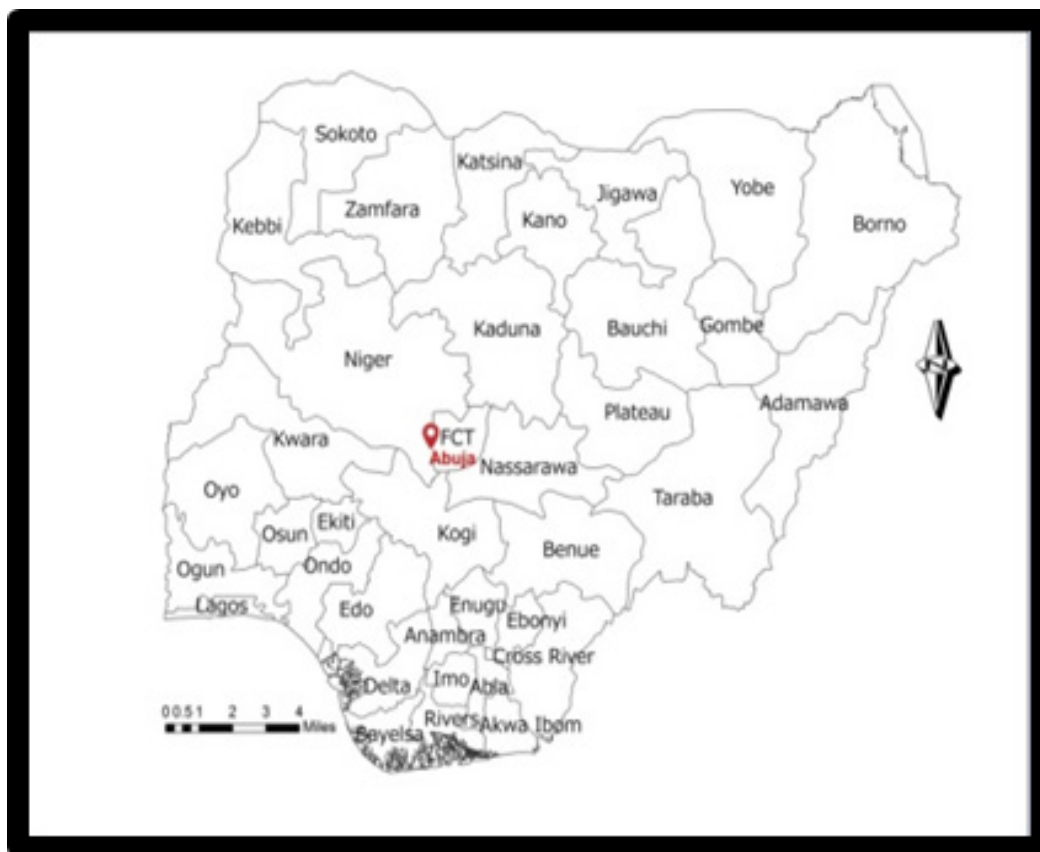 Sokoto
Katsina
Yobe
Jigawa
Zamfara
Kano
Kebbi
Borno
Kaduna
Bauchi
Gombe
Niger
N
Adamawa
Plateau
FCT
Kwara
Abuja
Nassarawa
Oyo
Taraba
Ekiti
Osun
Kogi
Benue
Ondo
Ogun
Lagos
Edo
Enugu
Ebonyi
Anambra
Cross River
Imo
Abia
Delta
0 0.5 1 2 3 4
Miles
Rivers
Akwa Ibom
Bayelsa